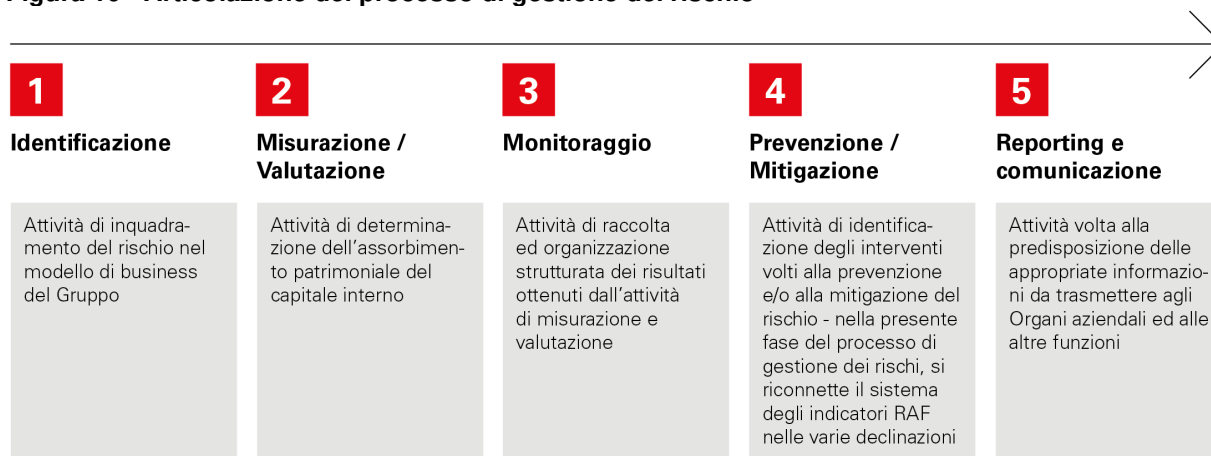 1
Identificazione
Attività di inquadra-
mento del rischio nel
modello di business
del Gruppo
2
Misurazione /
Valutazione
Attività di determina-
zione dell'assorbimen-
to patrimoniale del
capitale interno
3
Monitoraggio
Attività di raccolta
ed organizzazione
strutturata dei risultati
ottenuti dall'attività
di misurazione e
valutazione
4
Prevenzione /
Mitigazione
Attività di identifica-
zione degli interventi
volti alla prevenzione
e/o alla mitigazione del
rischio - nella presente
fase del processo di
gestione dei rischi, si
riconnette il sistema
degli indicatori RAF
nelle varie declinazioni
5
Reporting e
comunicazione
Attività volta alla
predisposizione delle
appropriate informazio-
ni da trasmettere agli
Organi aziendali ed alle
altre funzioni